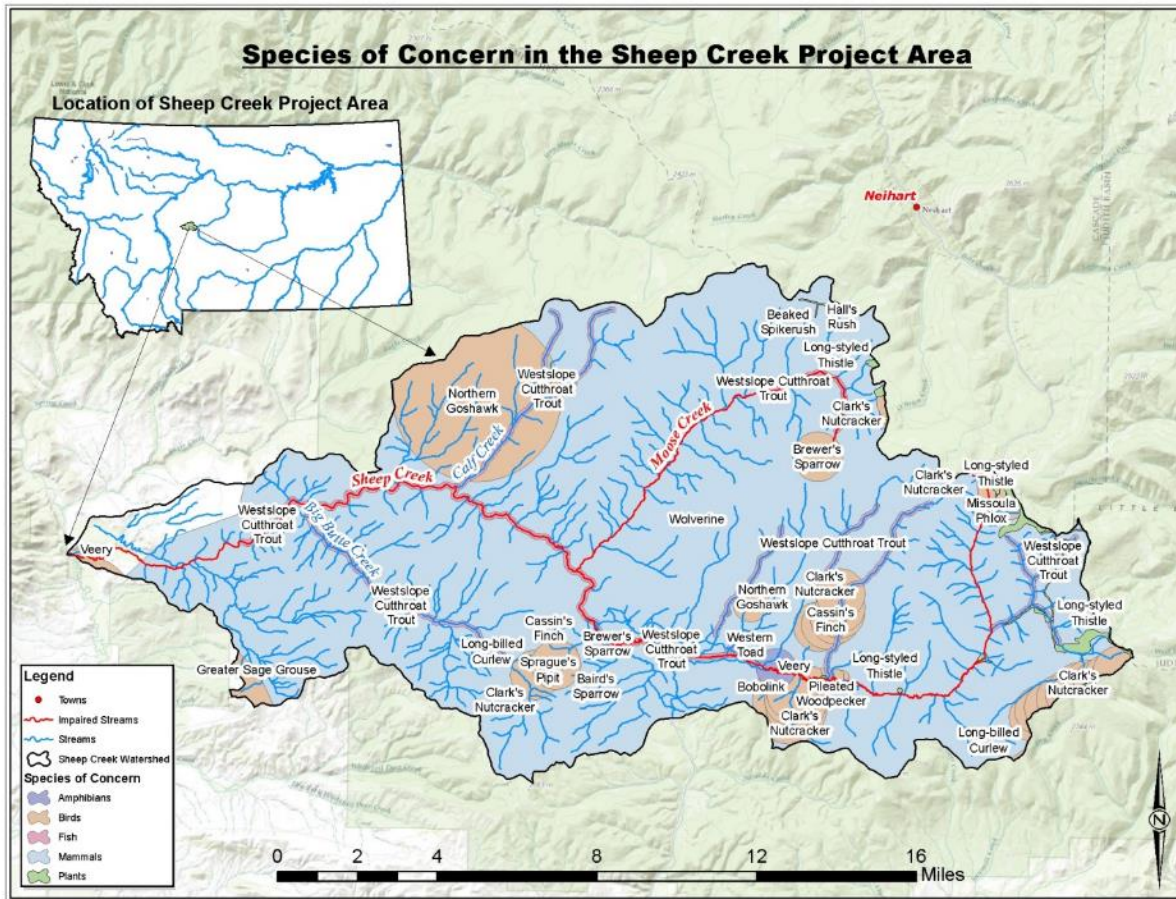 Species of Concern in the Sheep Creek Project Area
Location of Sheep Creek Project Area
Neihart
Neihart
Beaked
Spikerush
Hall's
Rush
Long-styled
Thistle
Westslope
Cutthroat
Trout
Northern
Goshawk
Westslope Cutthroat
Trout
Clark's
Nutcracker
Brewer's
Sparrow
Moose Creek
Calf Creek
Sheep Creek
Big Butte Creek
Clark's
Nutcracker
Long-styled
Thistle
Missoula
Phlox
Westslope
Cutthroat
Trout
Wolverine
Veery
Westslope Cutthroat Trout
Westslope
Cutthroat
Trout
Westslope
Cutthroat
Trout
Northern
Goshawk
Clark's
Nutcracker
Cassin's
Finch
Long-styled
Thistle
Cassin's
Finch
Brewer's
Sparrow
Westslope
Cutthroat
Trout
Western
Toad
Long-billed
Curlew
Sprague's
Pipit
Baird's
Sparrow
Clark's
Nutcracker
Veery
Bobolink
Pileated
Woodpecker
Long-styled
Thistle
Clark's
Nutcracker
Clark's
Nutcracker
Long-billed
Curlew
Greater Sage Grouse
Legend
Towns
Impaired Streams
Streams
Sheep Creek Watershed
Species of Concern
Amphibians
Birds
Fish
Mammals
Plants
0 2 4 8 12 16
Miles
N